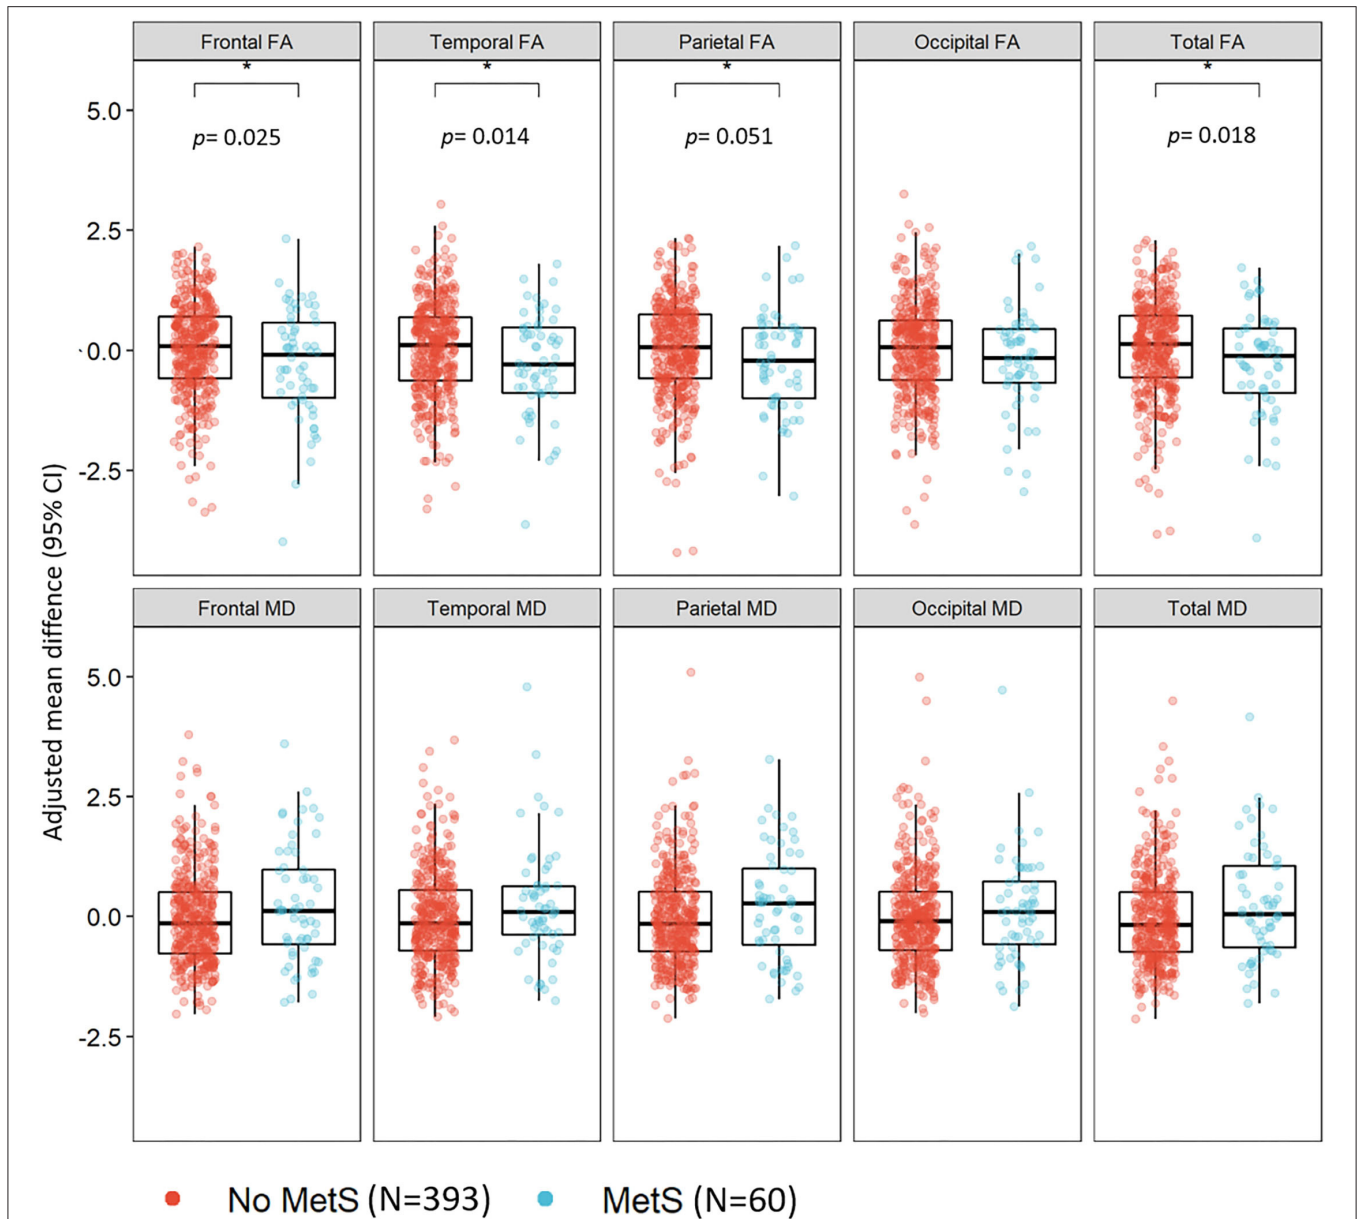 Frontal FA Temporal FA Parietal FA Occipital FA Total FA
* * * *
5.0
p= 0.025 p= 0.014 p= 0.051 p= 0.018
2.5
0.0
-2.5
Adjusted mean diffence (95% CI)
Frontal MD Temporal MD Parietal MD Occipital MD Total MD
5.0
2.5
0.0
-2.5
No MetS (N=393) MetS (N=60)